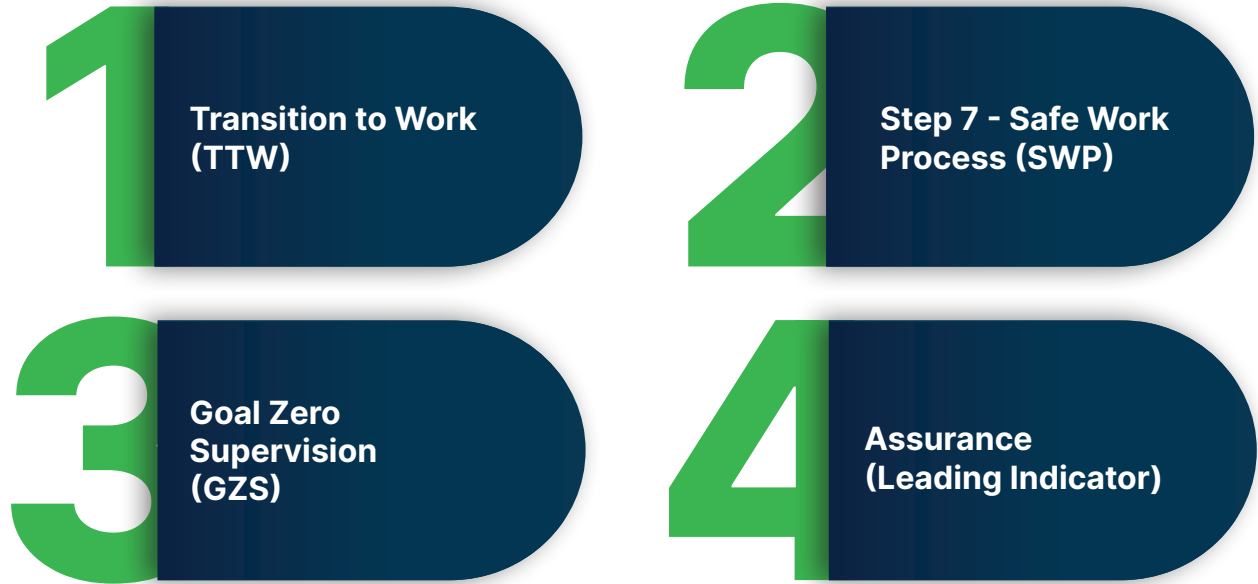 1
Transition to Work
(TTW)
2
Step 7 - Safe Work
Process (SWP)
3
Goal Zero
Supervision
(GZS)
4
Assurance
(Leading Indicator)